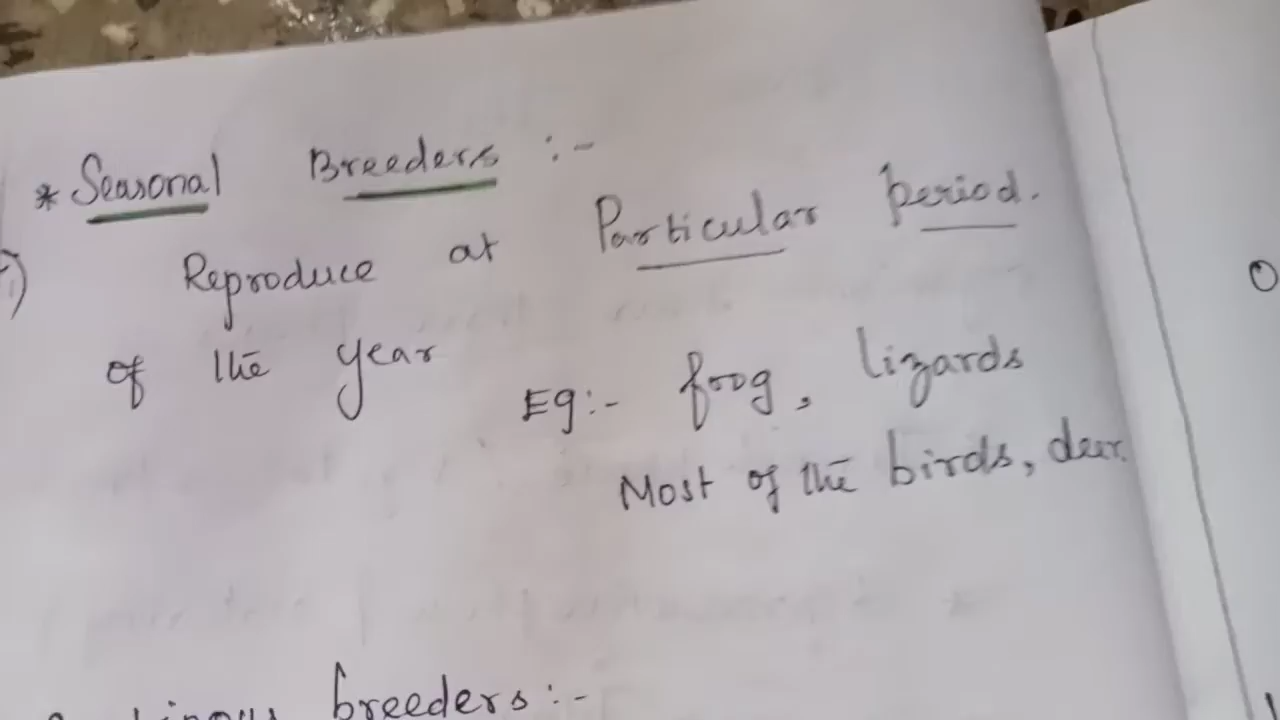 * Seasonal Breeders :-
Reproduce at Particular period.
of the year
Eg:- frog, lizards
Most of the birds, deer.
breeders :-